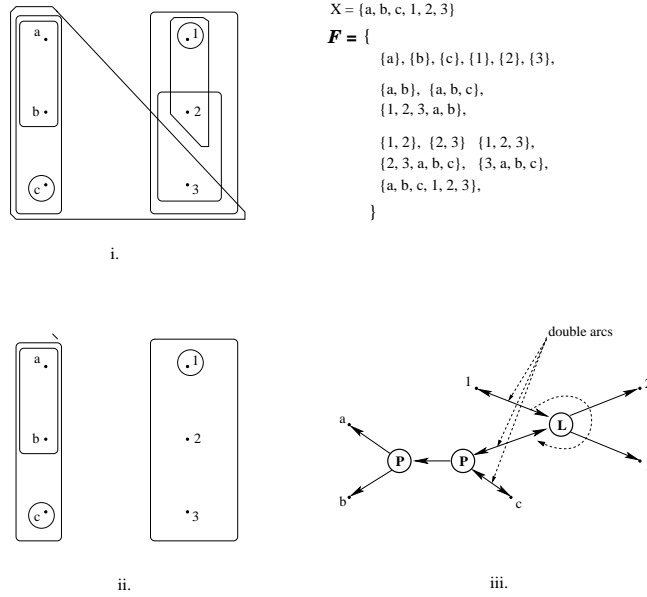 X = {a, b, c, 1, 2, 3}
F = {
{a}, {b}, {c}, {1}, {2}, {3},
{a, b}, {a, b, c},
{1, 2, 3, a, b},
{1, 2}, {2, 3} {1, 2, 3},
{2, 3, a, b, c}, {3, a, b, c},
{a, b, c, 1, 2, 3},
}
a
1
b
2
c
3
i.
a
1
b
2
c
3
ii.
double arcs
1
2
a
L
P
P
b
c
iii.